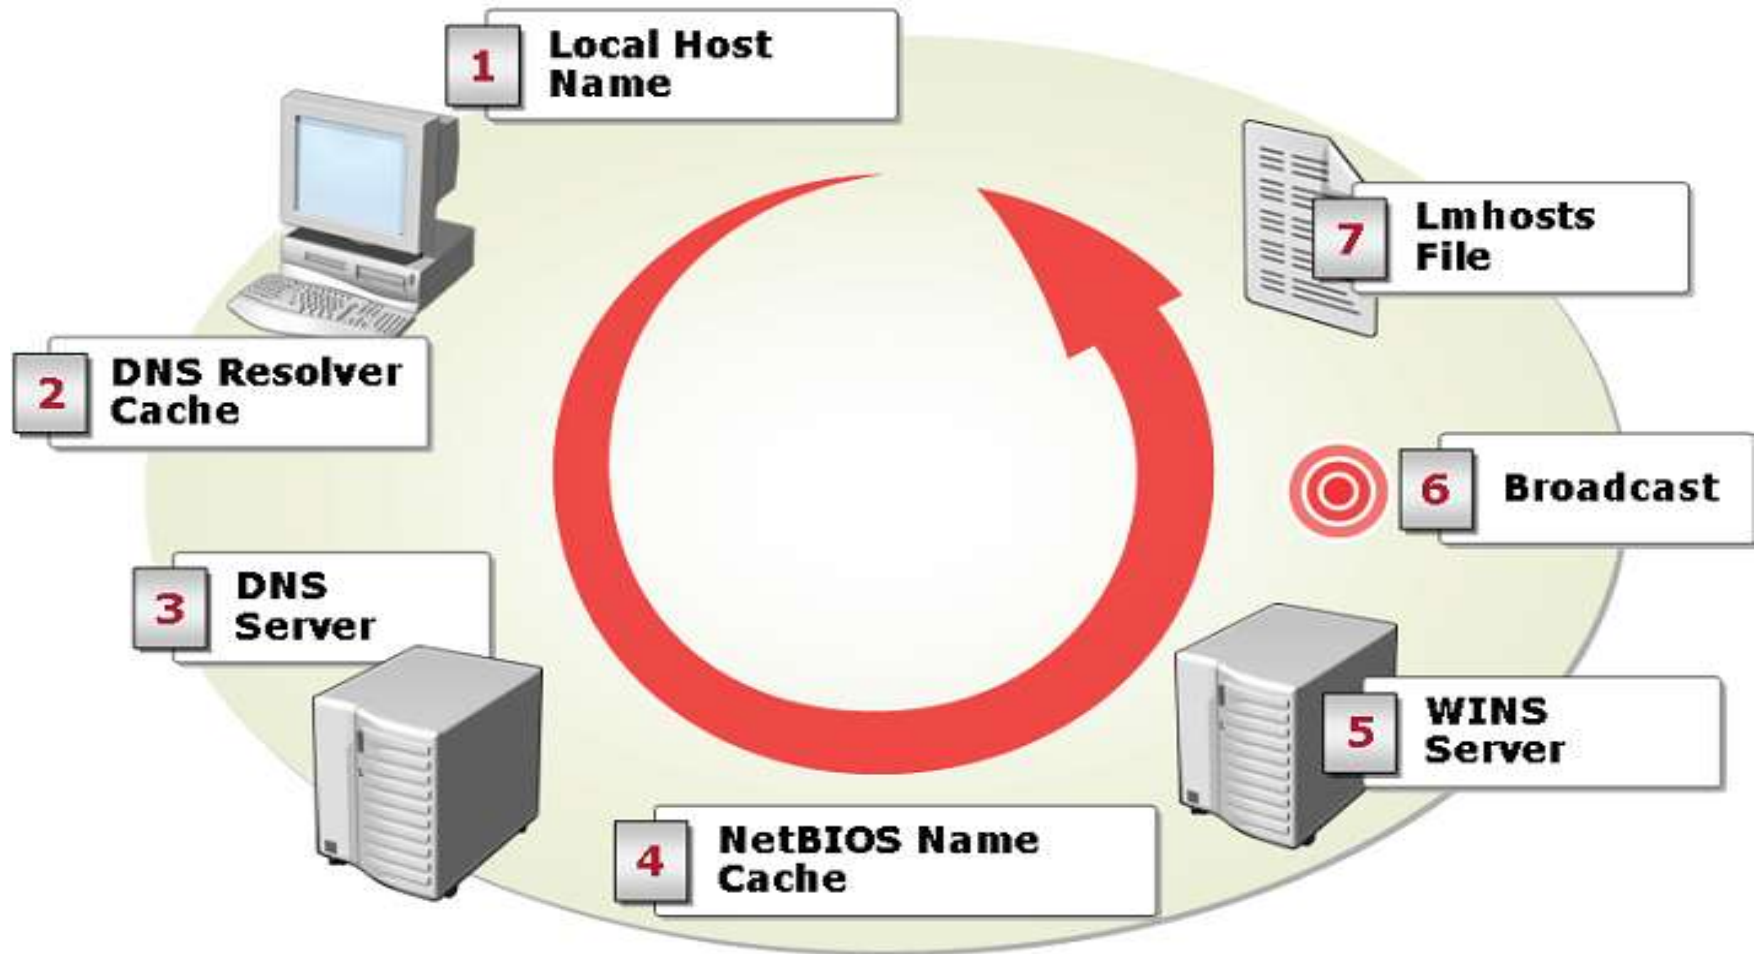 1
Local Host
Name
2
DNS Resolver
Cache
3
DNS
Server
4
NetBIOS Name
Cache
5
WINS
Server
6
Broadcast
7
Lmhosts
File